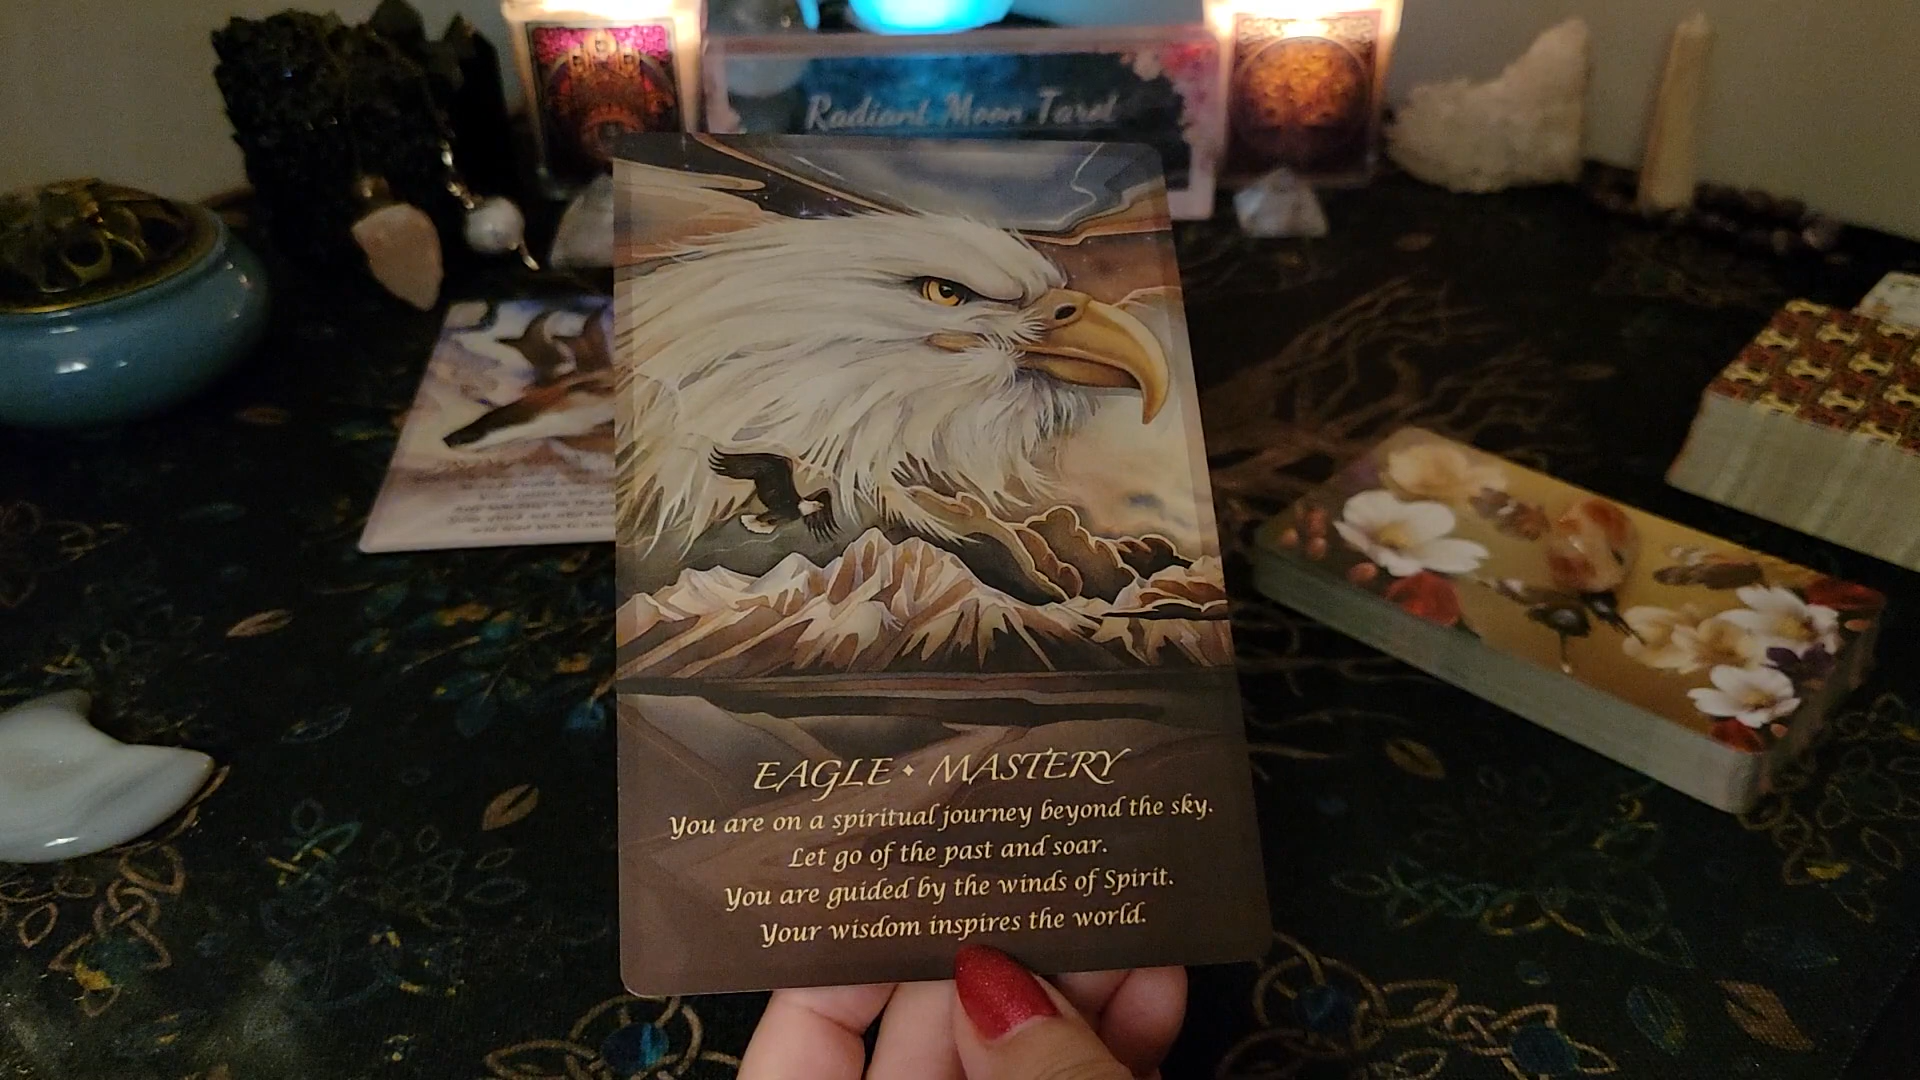 Radiant Moon Tarot
EAGLE • MASTERY
You are on a spiritual journey beyond the sky.
Let go of the past and soar.
You are guided by the winds of Spirit.
Your wisdom inspires the world.